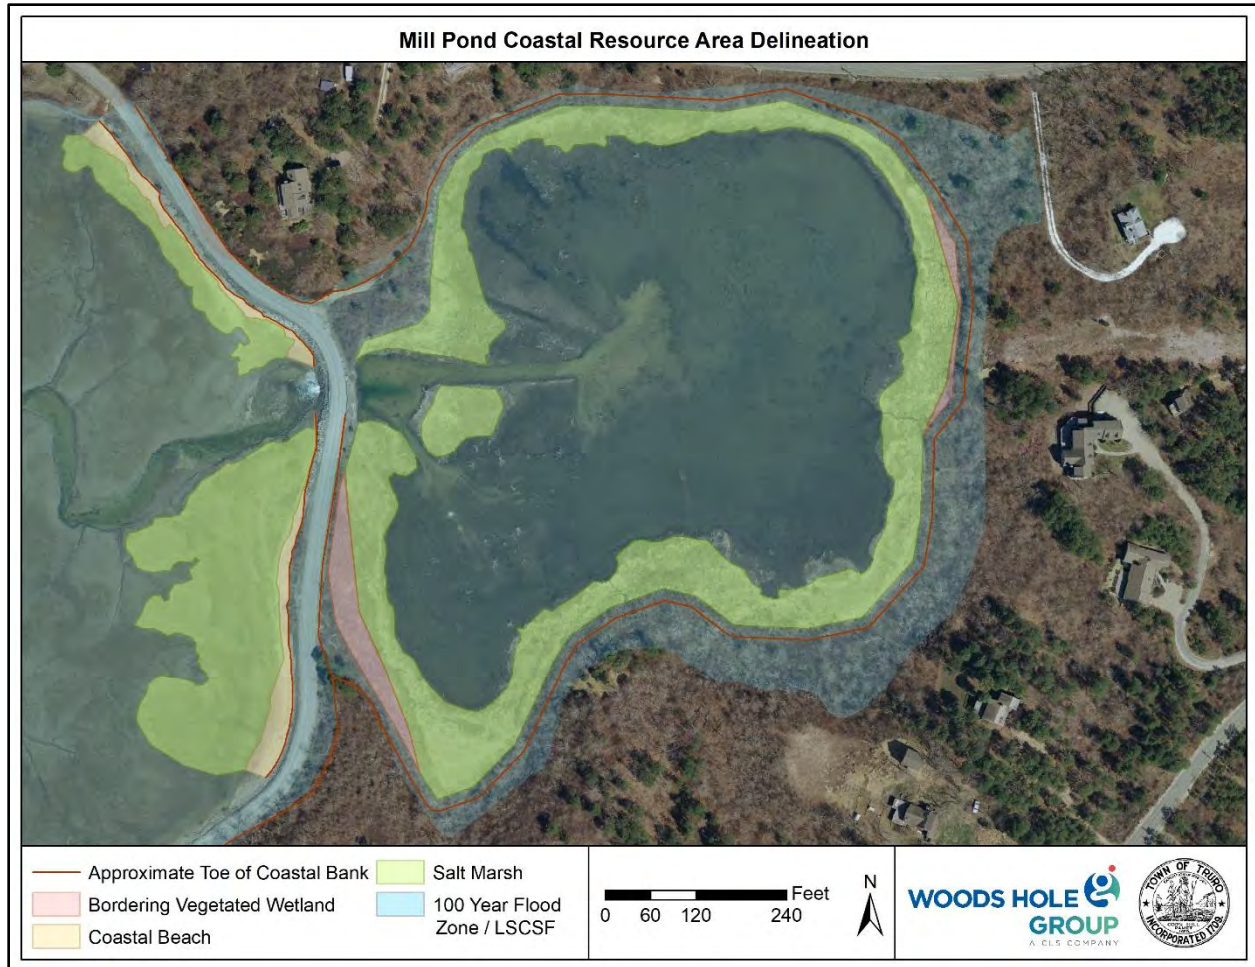 Mill Pond Coastal Resource Area Delineation
Approximate Toe of Coastal Bank
Bordering Vegetated Wetland
Coastal Beach
Salt Marsh
100 Year Flood
Zone / LSCSF
0 60 120 240 Feet
N
WOODS HOLE
GROUP
A CLS COMPANY
TOWN OF TRURO
INCORPORATED 1709